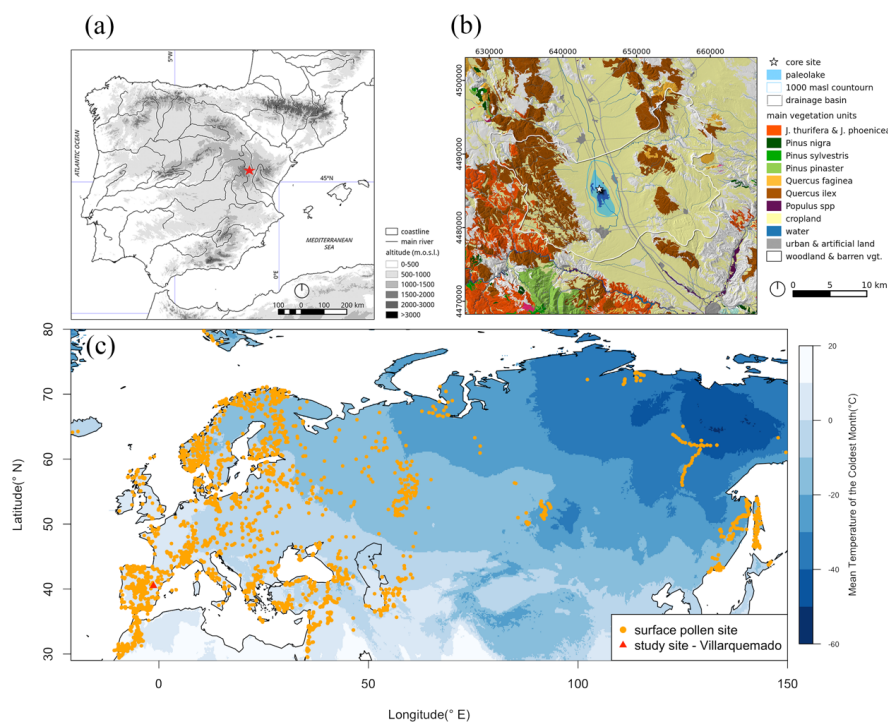 (a)
5°W
ATLANTIC OCEAN
45°N
MEDITERRANEAN
SEA
0°E
coastline
main river
altitude (m.o.s.l.)
0-500
500-1000
1000-1500
1500-2000
2000-3000
>3000
100 0 100 200 km
(b)
630000 640000 650000 660000
4500000
4490000
4480000
4470000
core site
paleolake
1000 masl countourn
drainage basin
main vegetation units
J. thurifera & J. phoenicea
Pinus nigra
Pinus sylvestris
Pinus pinaster
Quercus faginea
Quercus ilex
Populus spp
cropland
water
urban & artificial land
woodland & barren vgt.
0 5 10 km
(c)
80
70
60
50
40
30
Latitude(° N)
0 50 100 150
Longitude(° E)
surface pollen site
study site - Villarquemado
20
0
-20
-40
-60
Mean Temperature of the Coldest Month(°C)